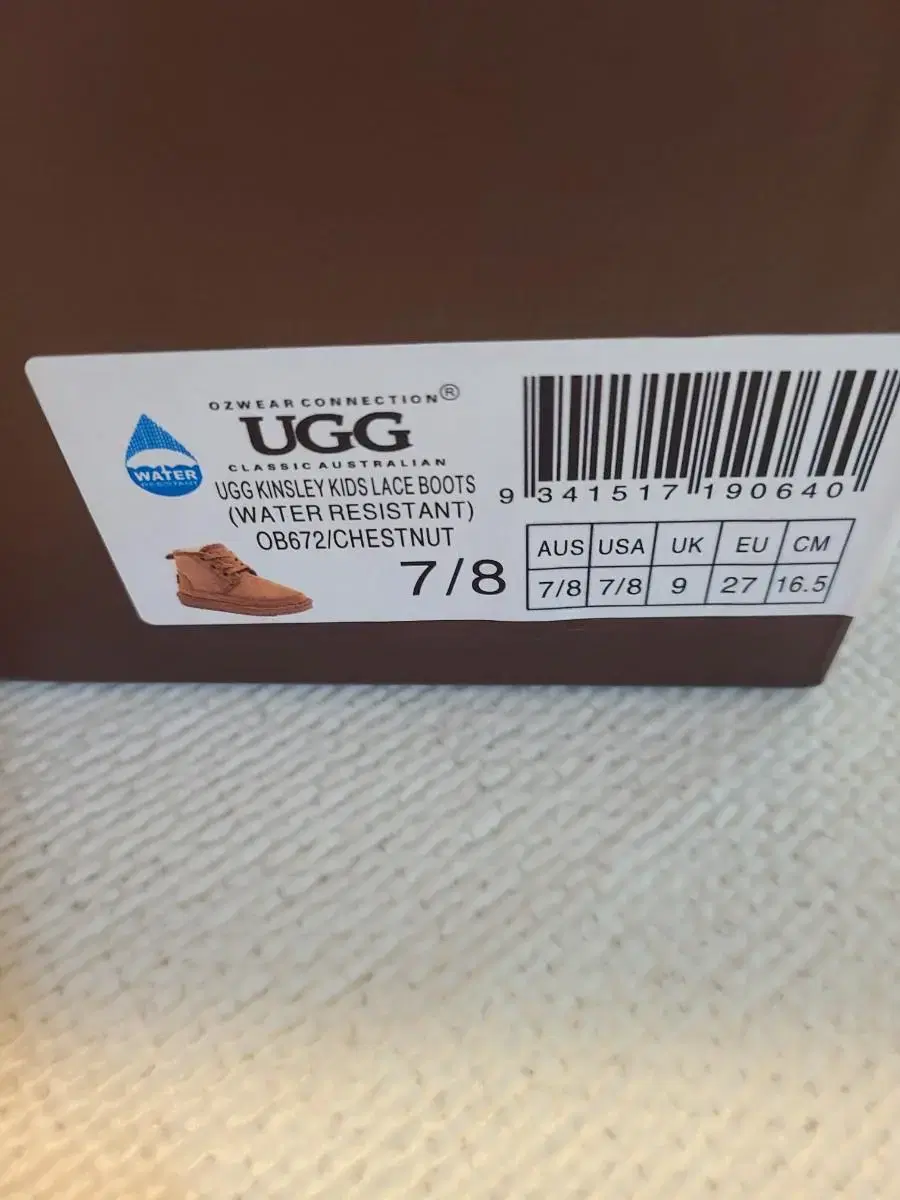 OZWEAR CONNECTION®
UGG
CLASSIC AUSTRALIAN
WATER
RESISTANT
UGG KINSLEY KIDS LACE BOOTS
(WATER RESISTANT)
OB672/CHESTNUT
7/8
9 341517 190640
AUS USA UK EU CM
7/8 7/8 9 27 16.5